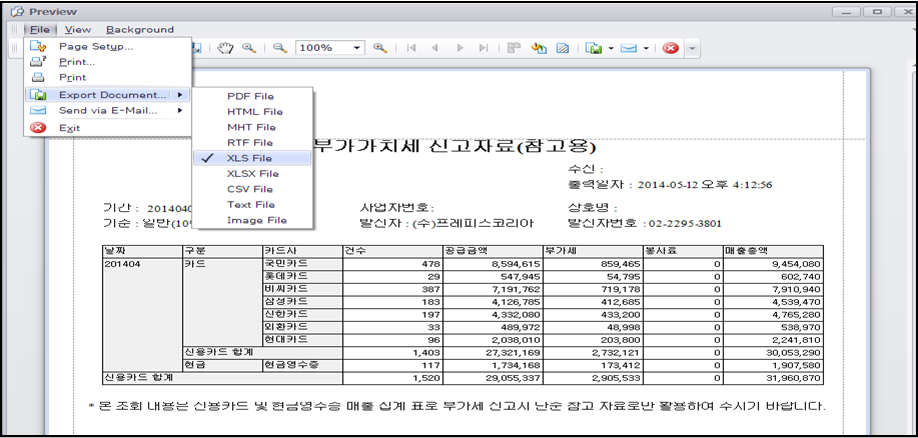 Preview
File View Background
100%
Page Setup...
Print...
Print
Export Document...
Send via E-Mail...
Exit
PDF File
HTML File
MHT File
RTF File
XLS File
XLSX File
CSV File
Text File
Image File
부가가치세 신고자료(참고용)
수신 :
출력일자 : 2014-05-12 오후 4:12:56
기간 : 201404 사업자번호: 상호명 :
기준 : 일반(10 발신자 : (주)프레피스코리아 발신자번호 : 02-2295-3801
날짜 구분 카드사 건수 공급금액 부가세 봉사료 매출총액
201404 카드 국민카드 478 8,594,615 859,465 0 9,454,080
롯데카드 29 547,945 54,795 0 602,740
비씨카드 387 7,191,762 719,178 0 7,910,940
삼성카드 183 4,126,785 412,685 0 4,539,470
신한카드 197 4,332,080 433,200 0 4,765,280
외환카드 33 489,972 48,998 0 538,970
현대카드 96 2,038,010 203,800 0 2,241,810
신용카드 합계 1,403 27,321,169 2,732,121 0 30,053,290
현금 현금영수증 117 1,734,168 173,412 0 1,907,580
신용카드 합계 1,520 29,055,337 2,905,533 0 31,960,870
* 본 조회 내용은 신용카드 및 현금영수증 매출 집계 표로 부가세 신고시 단순 참고 자료로만 활용하여 주시기 바랍니다.